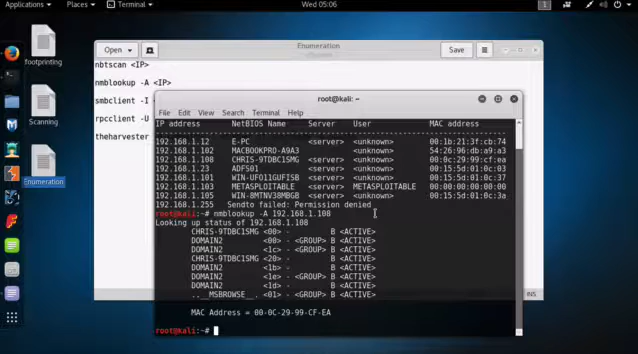 Applications Places Terminal Wed 05:06 1
footprinting
Scanning
Enumeration
Open Enumeration Save
nbtscan <IP>
nmblookup -A <IP>
smbclient -I
rpcclient -U
theharvester
INS
root@kali: ~
File Edit View Search Terminal Help
IP address NetBIOS Name Server User MAC address
192.168.1.12 E-PC <server> <unknown> 00:1b:21:3f:cb:74
192.168.1.102 MACBOOKPRO-A9A3 <unknown> 54:26:96:db:a9:a3
192.168.1.108 CHRIS-9TDBC1SMG <server> <unknown> 00:0c:29:99:cf:ea
192.168.1.23 ADFS01 <server> <unknown> 00:15:5d:01:0c:03
192.168.1.101 WIN-UFO11GUFISB <server> <unknown> 00:15:5d:01:0c:37
192.168.1.103 METASPLOITABLE <server> METASPLOITABLE 00:00:00:00:00:00
192.168.1.105 WIN-8MTNV38MBGB <server> <unknown> 00:15:5d:01:0c:3a
192.168.1.255 Sendto failed: Permission denied
root@kali:~# nmblookup -A 192.168.1.108
Looking up status of 192.168.1.108
CHRIS-9TDBC1SMG <00> - B <ACTIVE>
DOMAIN2 <00> - <GROUP> B <ACTIVE>
DOMAIN2 <1c> - <GROUP> B <ACTIVE>
CHRIS-9TDBC1SMG <20> - B <ACTIVE>
DOMAIN2 <1b> - B <ACTIVE>
DOMAIN2 <1e> - <GROUP> B <ACTIVE>
DOMAIN2 <1d> - B <ACTIVE>
..__MSBROWSE__. <01> - <GROUP> B <ACTIVE>
MAC Address = 00-0C-29-99-CF-EA
root@kali:~#